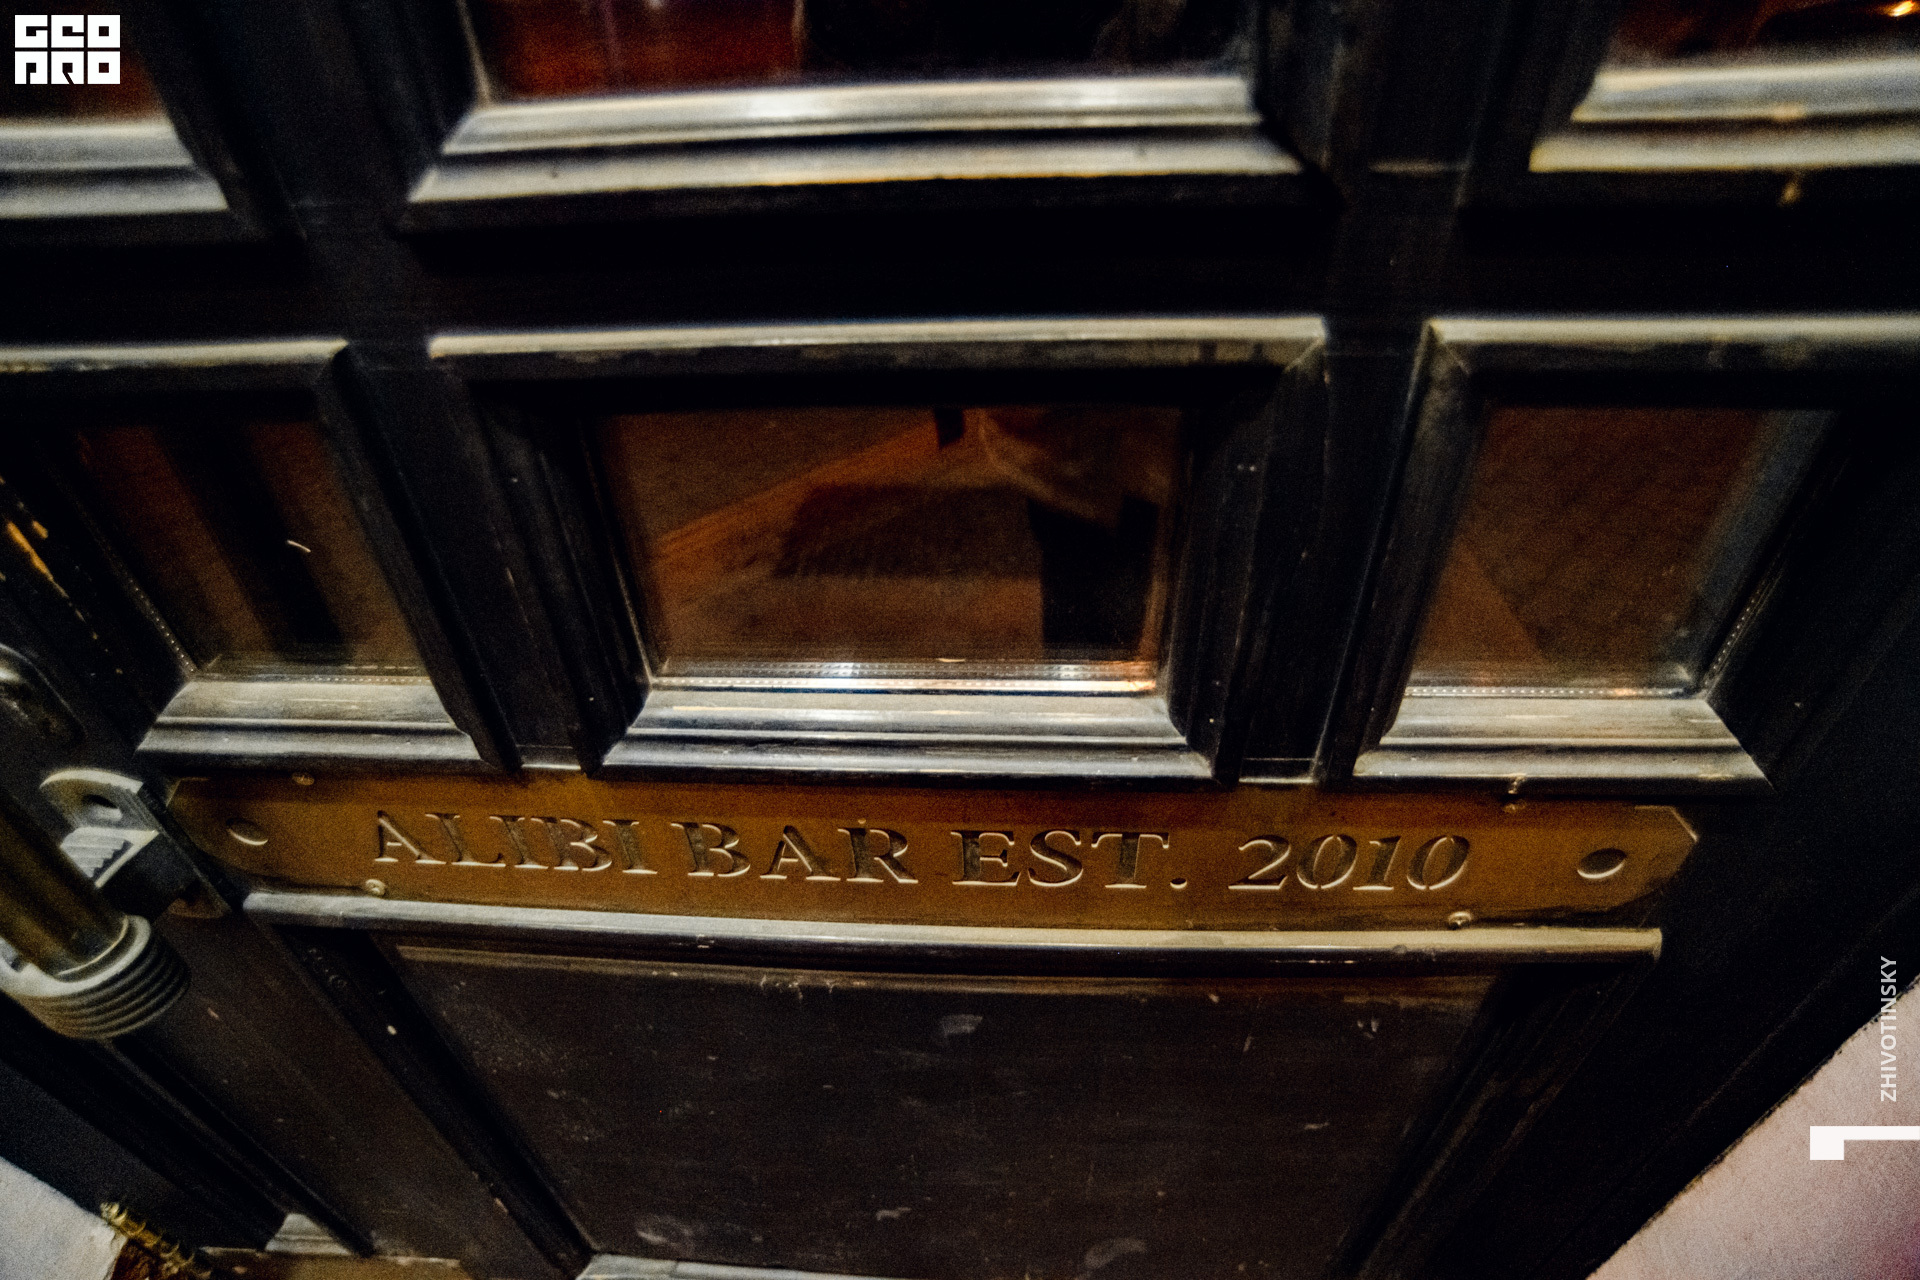 GEO
PRO
ALIBI BAR EST. 2010
ZHIVOTINSKY